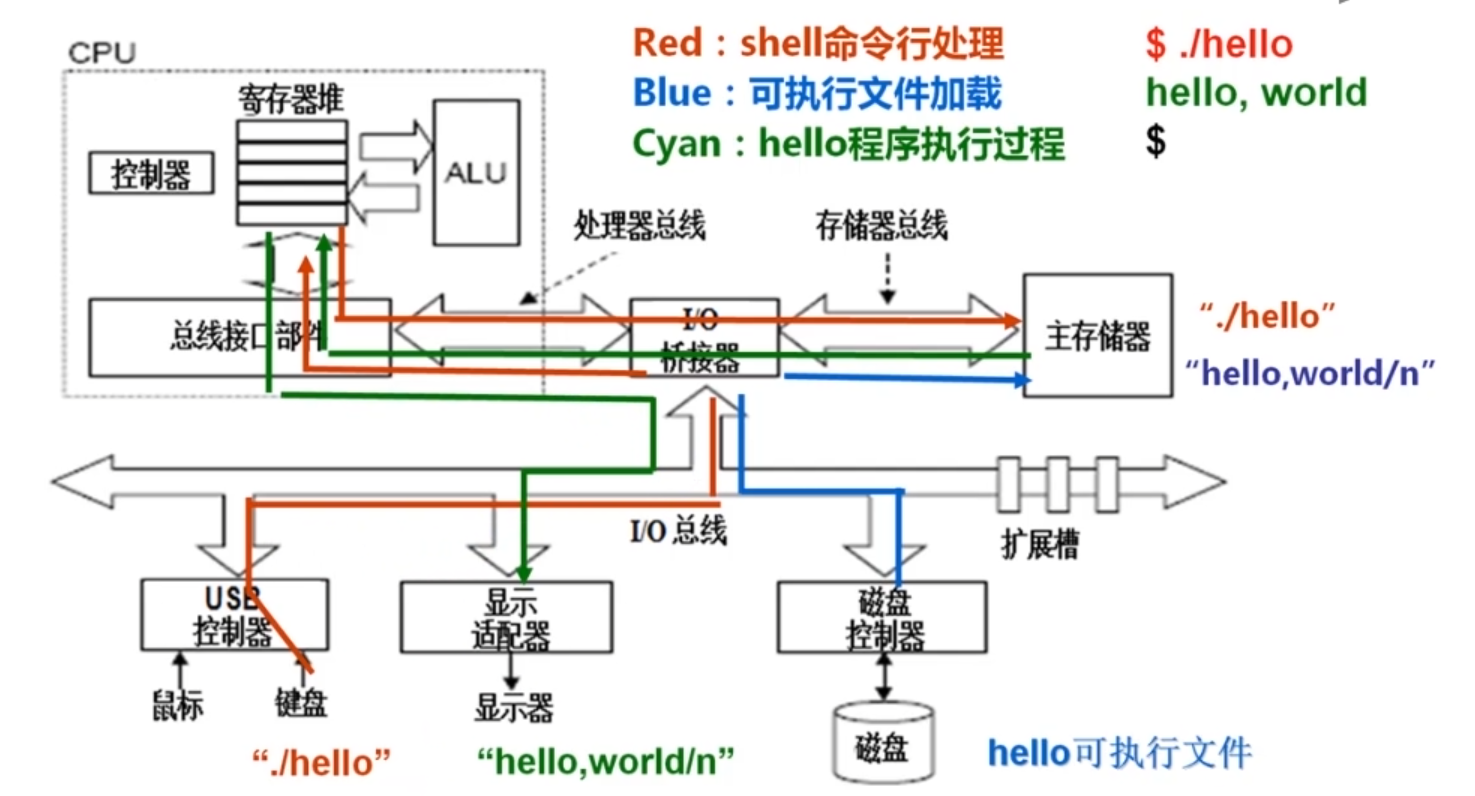 CPU
寄存器堆
控制器
ALU
Red：shell命令行处理
Blue：可执行文件加载
Cyan：hello程序执行过程
$ ./hello
hello, world
$
处理器总线
存储器总线
总线接口部件
I/O
桥接器
主存储器
“./hello”
“hello,world/n”
I/O 总线
扩展槽
USB
控制器
显示
适配器
磁盘
控制器
鼠标
键盘
显示器
磁盘
“./hello”
“hello,world/n”
hello可执行文件